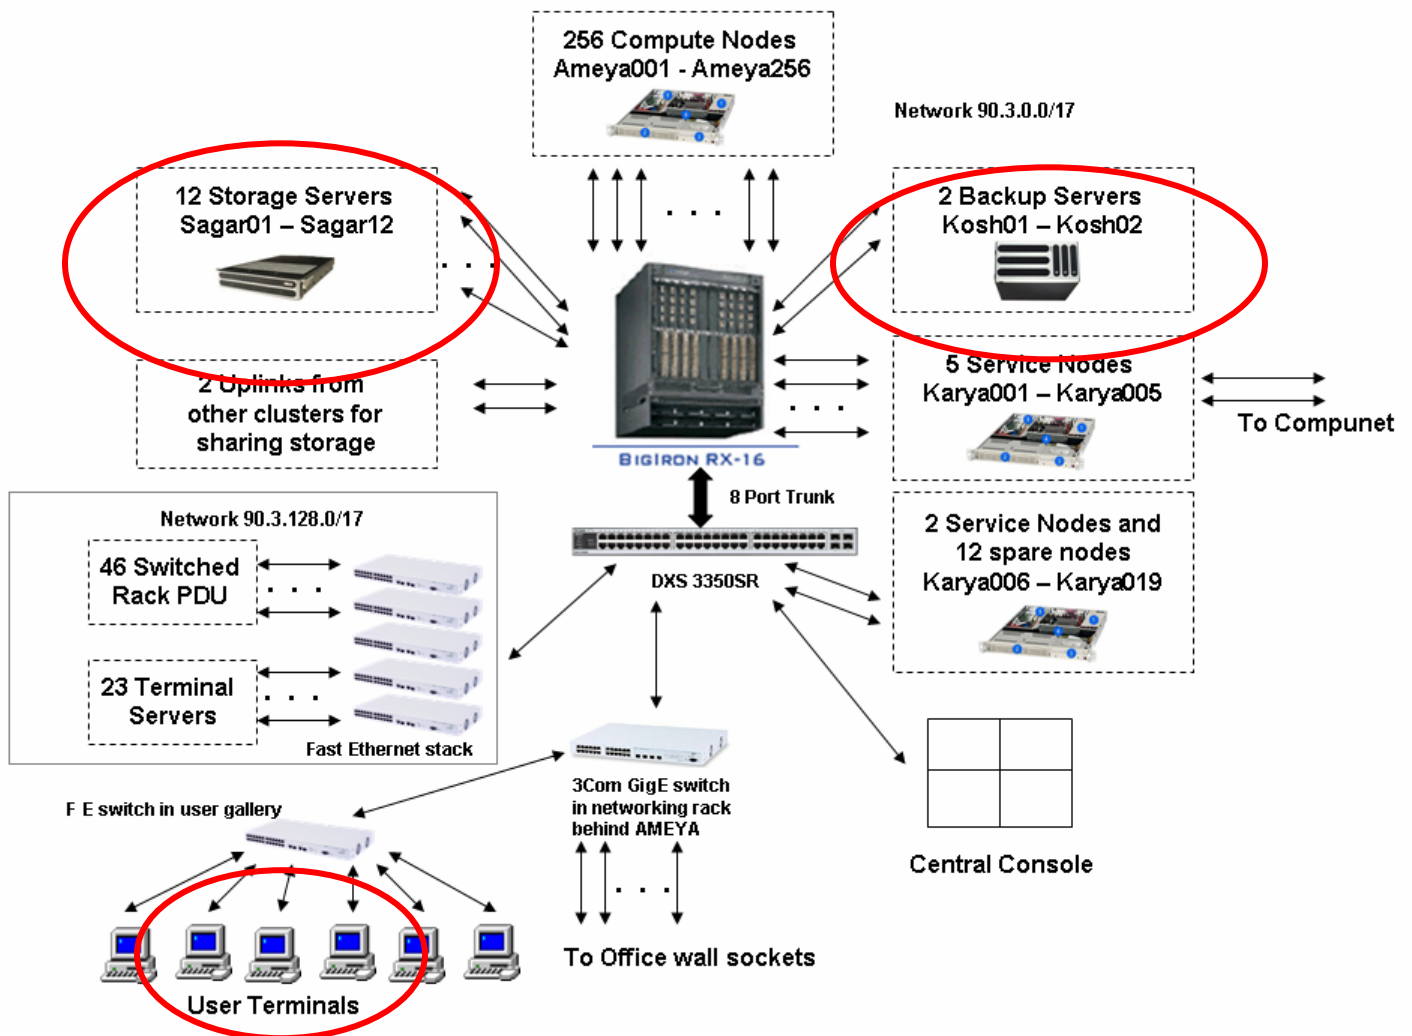 256 Compute Nodes
Ameya001 - Ameya256
Network 90.3.0.0/17
12 Storage Servers
Sagar01 – Sagar12
. . .
2 Backup Servers
Kosh01 – Kosh02
. . .
2 Uplinks from
other clusters for
sharing storage
BIGIRON RX-16
5 Service Nodes
Karya001 – Karya005
. . .
To Compunet
8 Port Trunk
Network 90.3.128.0/17
46 Switched
Rack PDU
. . .
23 Terminal
Servers
. . .
Fast Ethernet stack
DXS 3350SR
2 Service Nodes and
12 spare nodes
Karya006 – Karya019
3Com GigE switch
in networking rack
behind AMEYA
F E switch in user gallery
. . .
Central Console
To Office wall sockets
User Terminals